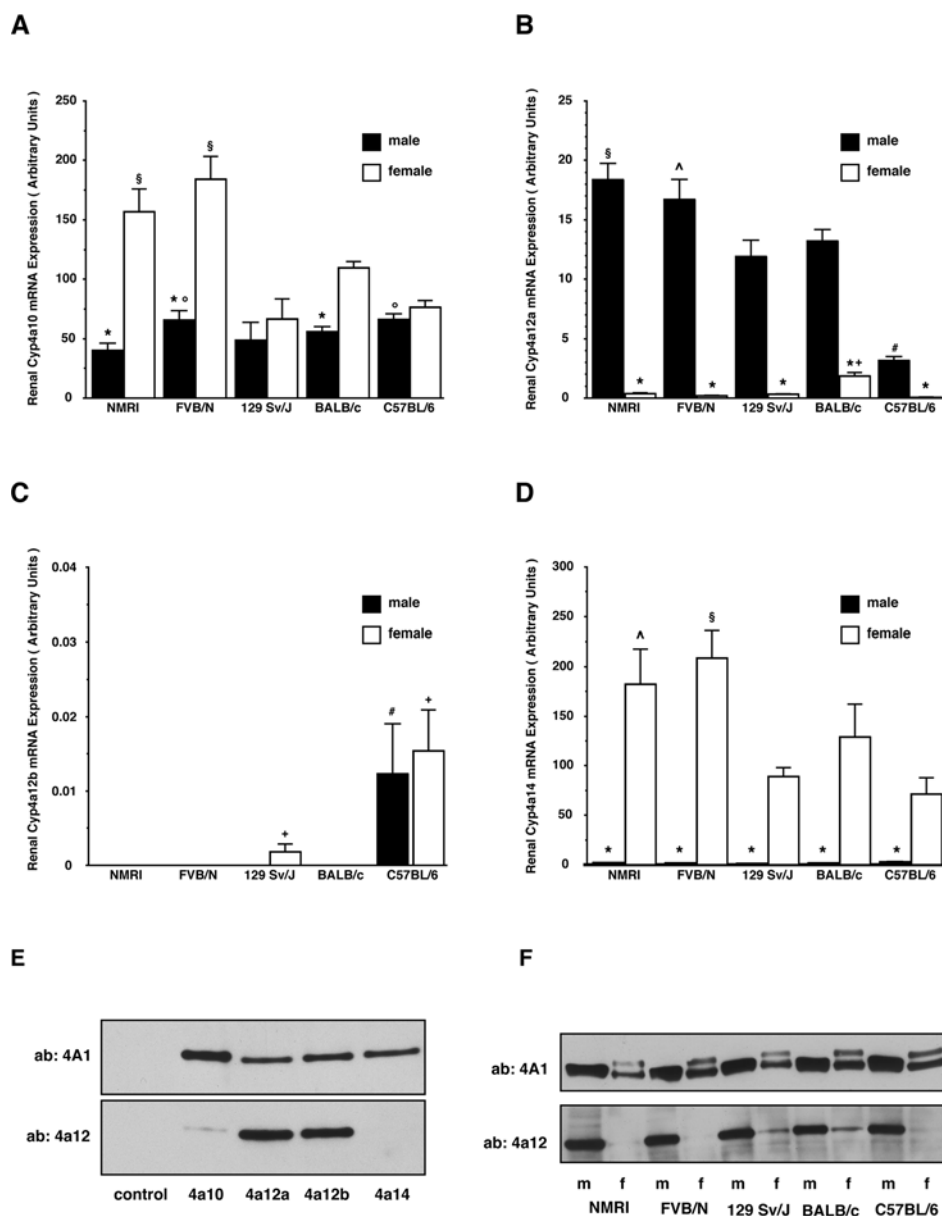 A
Renal Cyp4a10 mRNA Expression ( Arbitrary Units )
250
200
150
100
50
0
male
female
§
§
*
* °
*
°
NMRI
FVB/N
129 Sv/J
BALB/c
C57BL/6
B
Renal Cyp4a12a mRNA Expression ( Arbitrary Units )
25
20
15
10
5
0
male
female
§
^
#
*
*
*
*+
*
NMRI
FVB/N
129 Sv/J
BALB/c
C57BL/6
C
Renal Cyp4a12b mRNA Expression ( Arbitrary Units )
0.04
0.03
0.02
0.01
0
male
female
+
#
+
NMRI
FVB/N
129 Sv/J
BALB/c
C57BL/6
D
Renal Cyp4a14 mRNA Expression ( Arbitrary Units )
300
250
200
150
100
50
0
male
female
^
§
*
*
*
*
*
NMRI
FVB/N
129 Sv/J
BALB/c
C57BL/6
E
ab: 4A1
ab: 4a12
control 4a10 4a12a 4a12b 4a14
F
ab: 4A1
ab: 4a12
m f m f m f m f m f
NMRI FVB/N 129 Sv/J BALB/c C57BL/6